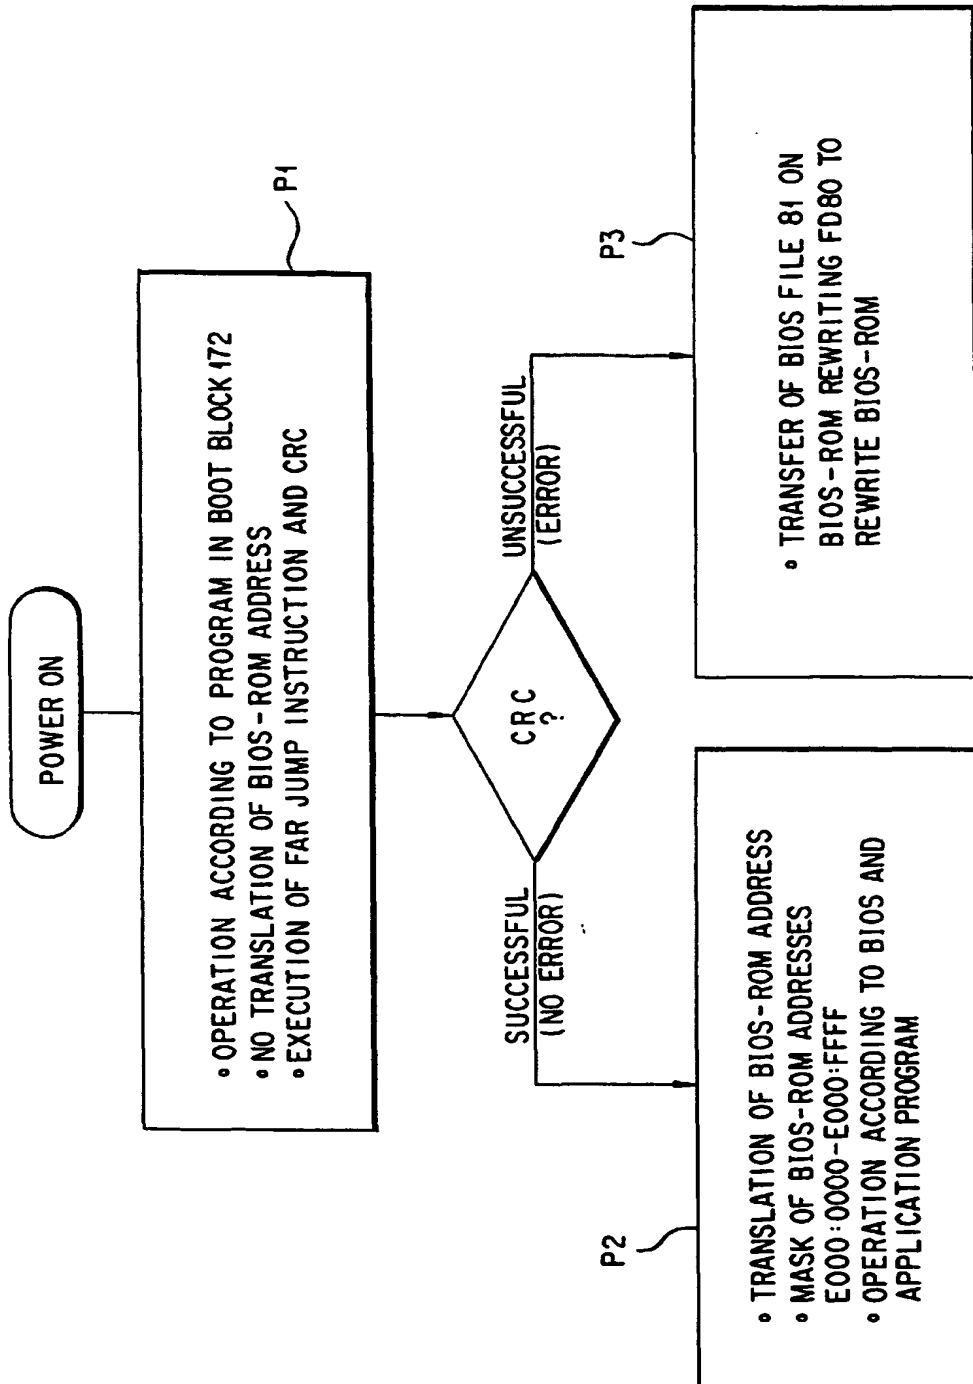 POWER ON
P1
• OPERATION ACCORDING TO PROGRAM IN BOOT BLOCK 172
• NO TRANSLATION OF BIOS-ROM ADDRESS
• EXECUTION OF FAR JUMP INSTRUCTION AND CRC
CRC
?
SUCCESSFUL
(NO ERROR)
UNSUCCESSFUL
(ERROR)
P2
• TRANSLATION OF BIOS-ROM ADDRESS
• MASK OF BIOS-ROM ADDRESSES
E000:0000-E000:FFFF
• OPERATION ACCORDING TO BIOS AND
APPLICATION PROGRAM
P3
• TRANSFER OF BIOS FILE 81 ON
BIOS-ROM REWRITING FD80 TO
REWRITE BIOS-ROM